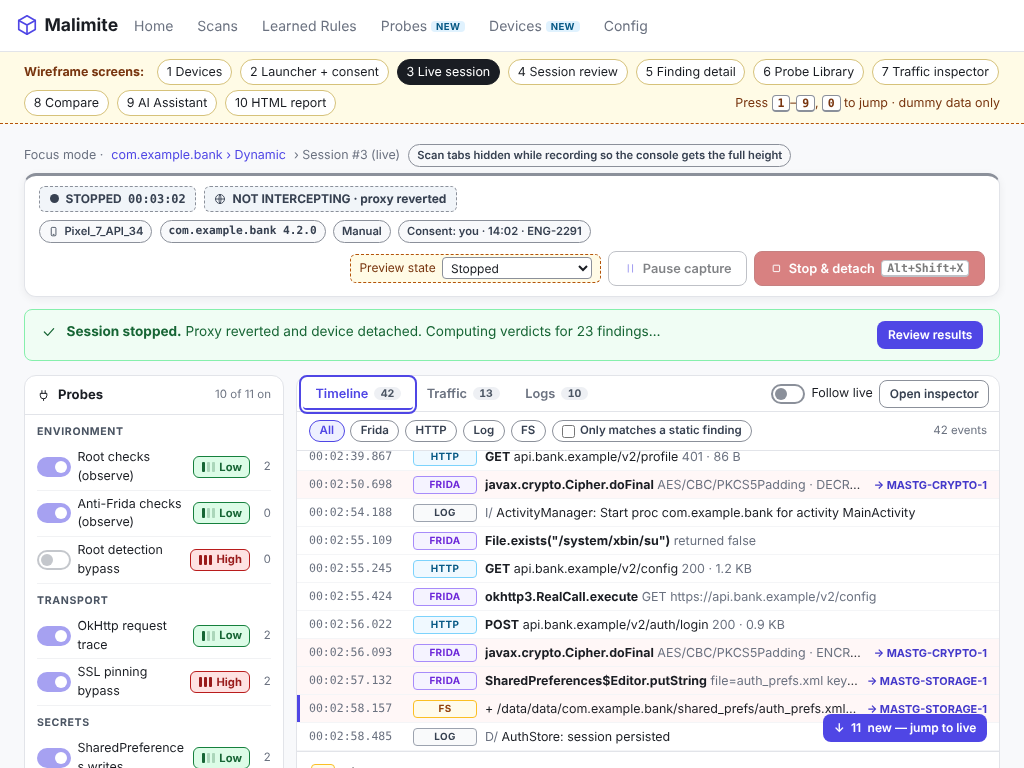 Malimite Home Scans Learned Rules Probes NEW Devices NEW Config
Wireframe screens: 1 Devices 2 Launcher + consent 3 Live session 4 Session review 5 Finding detail 6 Probe Library 7 Traffic inspector
8 Compare 9 AI Assistant 10 HTML report Press 1–9, 0 to jump · dummy data only
Focus mode · com.example.bank › Dynamic › Session #3 (live) Scan tabs hidden while recording so the console gets the full height
STOPPED 00:03:02 NOT INTERCEPTING · proxy reverted
Pixel_7_API_34 com.example.bank 4.2.0 Manual Consent: you · 14:02 · ENG-2291
Preview state Stopped Pause capture Stop & detach Alt+Shift+X
Session stopped. Proxy reverted and device detached. Computing verdicts for 23 findings… Review results
Probes 10 of 11 on
ENVIRONMENT
Root checks (observe) Low 2
Anti-Frida checks (observe) Low 0
Root detection bypass High 0
TRANSPORT
OkHttp request trace Low 2
SSL pinning bypass High 2
SECRETS
SharedPreferences writes Low 2
Timeline 42 Traffic 13 Logs 10 Follow live Open inspector
All Frida HTTP Log FS Only matches a static finding 42 events
00:02:39.867 HTTP GET api.bank.example/v2/profile 401 · 86 B
00:02:50.698 FRIDA javax.crypto.Cipher.doFinal AES/CBC/PKCS5Padding · DECR… → MASTG-CRYPTO-1
00:02:54.188 LOG I/ ActivityManager: Start proc com.example.bank for activity MainActivity
00:02:55.109 FRIDA File.exists("/system/xbin/su") returned false
00:02:55.245 HTTP GET api.bank.example/v2/config 200 · 1.2 KB
00:02:55.424 FRIDA okhttp3.RealCall.execute GET https://api.bank.example/v2/config
00:02:56.022 HTTP POST api.bank.example/v2/auth/login 200 · 0.9 KB
00:02:56.093 FRIDA javax.crypto.Cipher.doFinal AES/CBC/PKCS5Padding · ENCR… → MASTG-CRYPTO-1
00:02:57.132 FRIDA SharedPreferences$Editor.putString file=auth_prefs.xml key… → MASTG-STORAGE-1
00:02:58.157 FS + /data/data/com.example.bank/shared_prefs/auth_prefs.xml… → MASTG-STORAGE-1
00:02:58.485 LOG D/ AuthStore: session persisted
↓ 11 new — jump to live